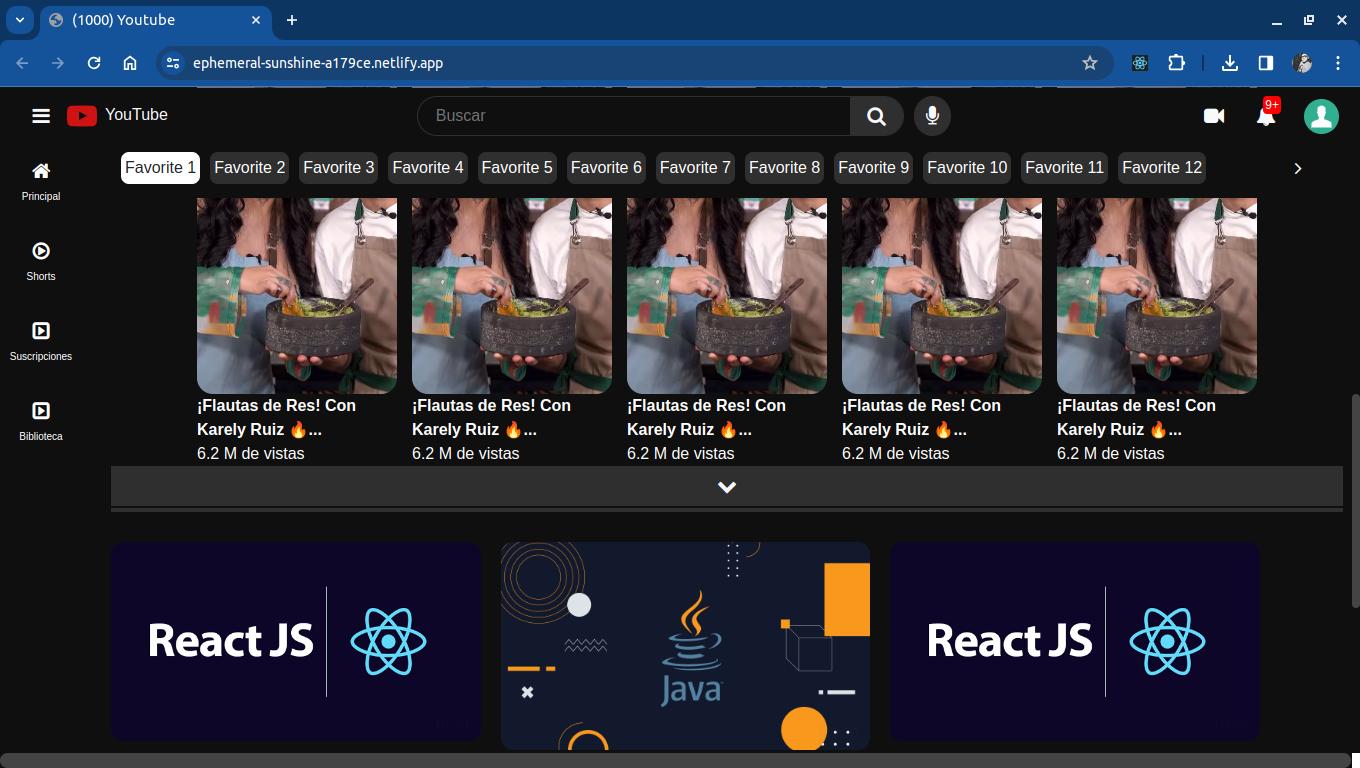 (1000) Youtube
ephemeral-sunshine-a179ce.netlify.app
YouTube
Buscar
9+
Favorite 1 Favorite 2 Favorite 3 Favorite 4 Favorite 5 Favorite 6 Favorite 7 Favorite 8 Favorite 9 Favorite 10 Favorite 11 Favorite 12
Principal
Shorts
Suscripciones
Biblioteca
¡Flautas de Res! Con
Karely Ruiz 🔥...
6.2 M de vistas
¡Flautas de Res! Con
Karely Ruiz 🔥...
6.2 M de vistas
¡Flautas de Res! Con
Karely Ruiz 🔥...
6.2 M de vistas
¡Flautas de Res! Con
Karely Ruiz 🔥...
6.2 M de vistas
¡Flautas de Res! Con
Karely Ruiz 🔥...
6.2 M de vistas
React JS
Java
React JS